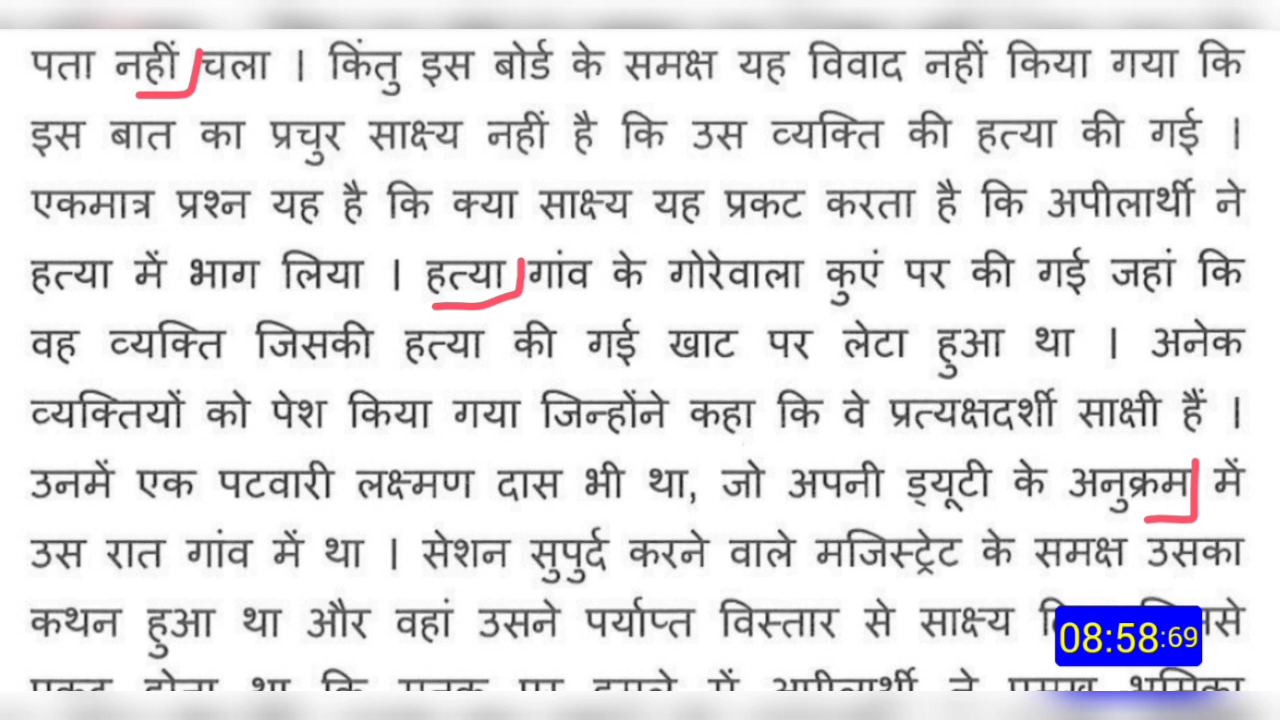 पता नहीं चला । किंतु इस बोर्ड के समक्ष यह विवाद नहीं किया गया कि
इस बात का प्रचुर साक्ष्य नहीं है कि उस व्यक्ति की हत्या की गई ।
एकमात्र प्रश्न यह है कि क्या साक्ष्य यह प्रकट करता है कि अपीलार्थी ने
हत्या में भाग लिया । हत्या गांव के गोरेवाला कुएं पर की गई जहां कि
वह व्यक्ति जिसकी हत्या की गई खाट पर लेटा हुआ था । अनेक
व्यक्तियों को पेश किया गया जिन्होंने कहा कि वे प्रत्यक्षदर्शी साक्षी हैं ।
उनमें एक पटवारी लक्ष्मण दास भी था, जो अपनी ड्यूटी के अनुक्रम में
उस रात गांव में था । सेशन सुपुर्द करने वाले मजिस्ट्रेट के समक्ष उसका
कथन हुआ था और वहां उसने पर्याप्त विस्तार से साक्ष्य
08:58:69